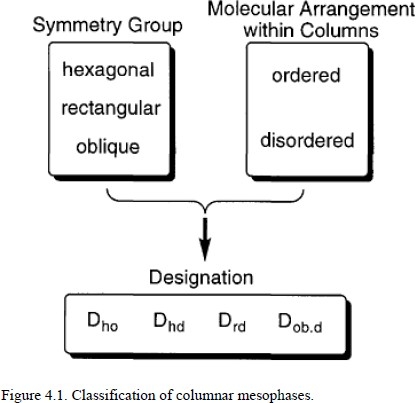 Symmetry Group
Molecular Arrangement
within Columns
hexagonal
rectangular
oblique
ordered
disordered
Designation
Dho Dhd Drd Dob.d
Figure 4.1. Classification of columnar mesophases.